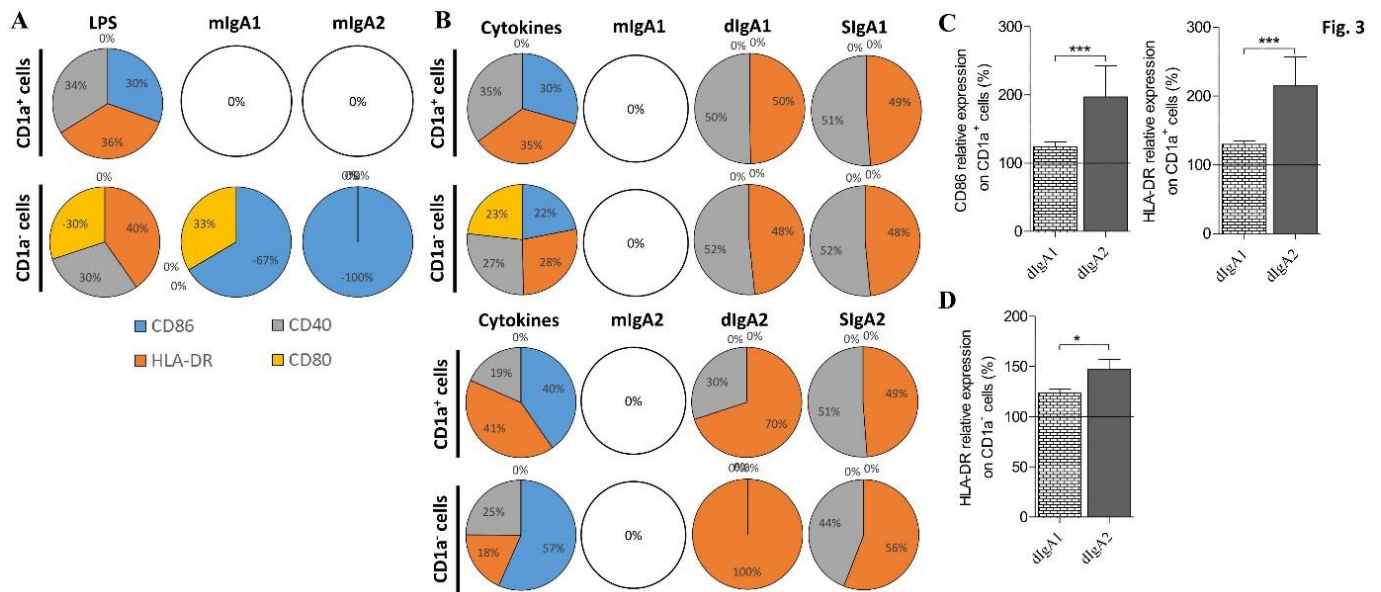 A
LPS
mIgA1
mIgA2
CD1a⁺ cells
0%
34%
30%
36%
0%
0%
CD1a⁻ cells
0%
-30%
40%
30%
33%
-67%
0%
0%
-100%
CD86
CD40
HLA-DR
CD80
B
Cytokines
mIgA1
dIgA1
SIgA1
CD1a⁺ cells
0%
35%
30%
35%
0%
0%
0%
50%
50%
0%
0%
51%
49%
CD1a⁻ cells
0%
23%
22%
27%
28%
0%
0%
0%
52%
48%
0%
0%
52%
48%
Cytokines
mIgA2
dIgA2
SIgA2
CD1a⁺ cells
0%
19%
40%
41%
0%
0%
0%
30%
70%
0%
0%
51%
49%
CD1a⁻ cells
0%
25%
57%
18%
0%
100%
0%
0%
44%
56%
C
Fig. 3
CD86 relative expression
on CD1a⁺ cells (%)
300
250
200
150
100
50
0
***
dIgA1
dIgA2
HLA-DR relative expression
on CD1a⁺ cells (%)
300
200
100
0
***
dIgA1
dIgA2
D
HLA-DR relative expression
on CD1a⁻ cells (%)
200
150
100
50
0
*
dIgA1
dIgA2